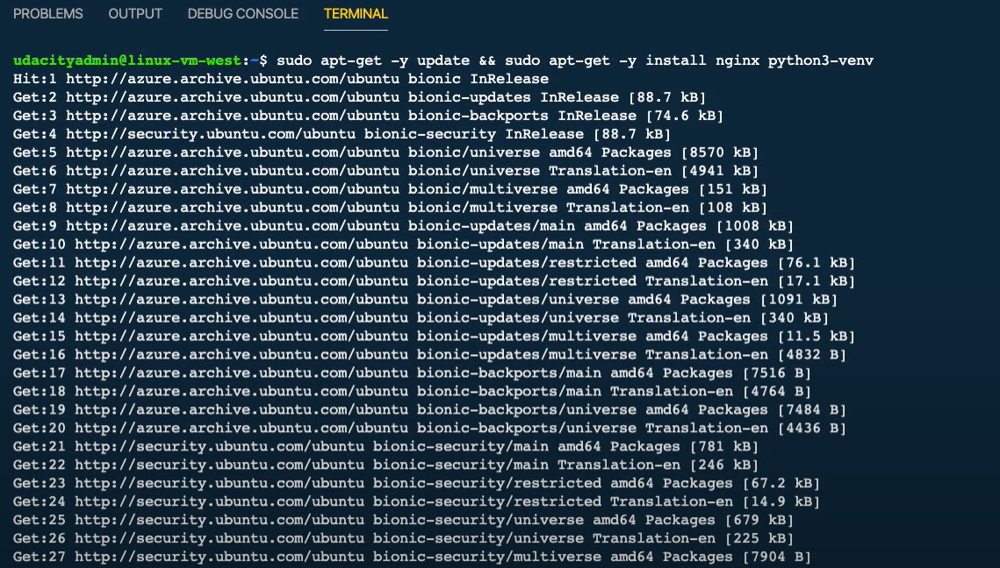 PROBLEMS OUTPUT DEBUG CONSOLE TERMINAL
udacityadmin@linux-vm-west:~$ sudo apt-get -y update && sudo apt-get -y install nginx python3-venv
Hit:1 http://azure.archive.ubuntu.com/ubuntu bionic InRelease
Get:2 http://azure.archive.ubuntu.com/ubuntu bionic-updates InRelease [88.7 kB]
Get:3 http://azure.archive.ubuntu.com/ubuntu bionic-backports InRelease [74.6 kB]
Get:4 http://security.ubuntu.com/ubuntu bionic-security InRelease [88.7 kB]
Get:5 http://azure.archive.ubuntu.com/ubuntu bionic/universe amd64 Packages [8570 kB]
Get:6 http://azure.archive.ubuntu.com/ubuntu bionic/universe Translation-en [4941 kB]
Get:7 http://azure.archive.ubuntu.com/ubuntu bionic/multiverse amd64 Packages [151 kB]
Get:8 http://azure.archive.ubuntu.com/ubuntu bionic/multiverse Translation-en [108 kB]
Get:9 http://azure.archive.ubuntu.com/ubuntu bionic-updates/main amd64 Packages [1008 kB]
Get:10 http://azure.archive.ubuntu.com/ubuntu bionic-updates/main Translation-en [340 kB]
Get:11 http://azure.archive.ubuntu.com/ubuntu bionic-updates/restricted amd64 Packages [76.1 kB]
Get:12 http://azure.archive.ubuntu.com/ubuntu bionic-updates/restricted Translation-en [17.1 kB]
Get:13 http://azure.archive.ubuntu.com/ubuntu bionic-updates/universe amd64 Packages [1091 kB]
Get:14 http://azure.archive.ubuntu.com/ubuntu bionic-updates/universe Translation-en [340 kB]
Get:15 http://azure.archive.ubuntu.com/ubuntu bionic-updates/multiverse amd64 Packages [11.5 kB]
Get:16 http://azure.archive.ubuntu.com/ubuntu bionic-updates/multiverse Translation-en [4832 B]
Get:17 http://azure.archive.ubuntu.com/ubuntu bionic-backports/main amd64 Packages [7516 B]
Get:18 http://azure.archive.ubuntu.com/ubuntu bionic-backports/main Translation-en [4764 B]
Get:19 http://azure.archive.ubuntu.com/ubuntu bionic-backports/universe amd64 Packages [7484 B]
Get:20 http://azure.archive.ubuntu.com/ubuntu bionic-backports/universe Translation-en [4436 B]
Get:21 http://security.ubuntu.com/ubuntu bionic-security/main amd64 Packages [781 kB]
Get:22 http://security.ubuntu.com/ubuntu bionic-security/main Translation-en [246 kB]
Get:23 http://security.ubuntu.com/ubuntu bionic-security/restricted amd64 Packages [67.2 kB]
Get:24 http://security.ubuntu.com/ubuntu bionic-security/restricted Translation-en [14.9 kB]
Get:25 http://security.ubuntu.com/ubuntu bionic-security/universe amd64 Packages [679 kB]
Get:26 http://security.ubuntu.com/ubuntu bionic-security/universe Translation-en [225 kB]
Get:27 http://security.ubuntu.com/ubuntu bionic-security/multiverse amd64 Packages [7904 B]